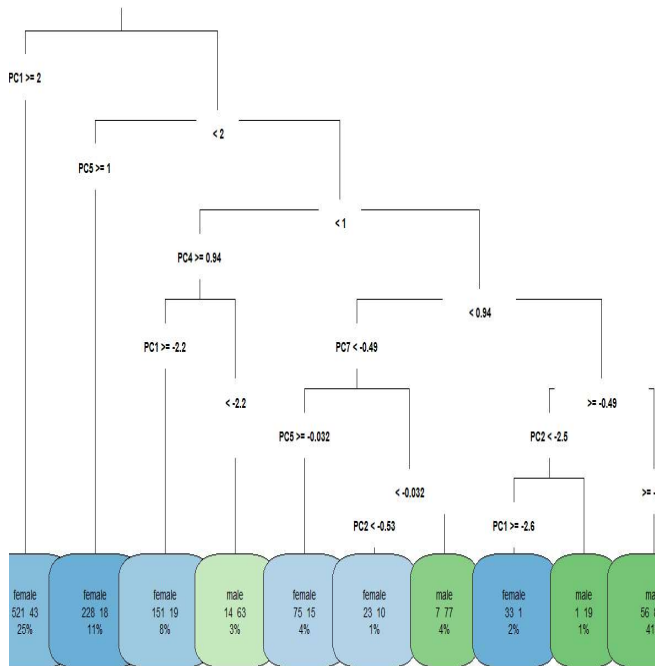 PC1 >= 2
< 2
PC5 >= 1
< 1
PC4 >= 0.94
< 0.94
PC1 >= -2.2
PC7 < -0.49
< -2.2
>= -0.49
PC5 >= -0.032
PC2 < -2.5
< -0.032
>= -
PC2 < -0.53
PC1 >= -2.6
female female female male female female male female male ma
521 43 228 18 151 19 14 63 75 15 23 10 7 77 33 1 1 19 56
25% 11% 8% 3% 4% 1% 4% 2% 1% 41